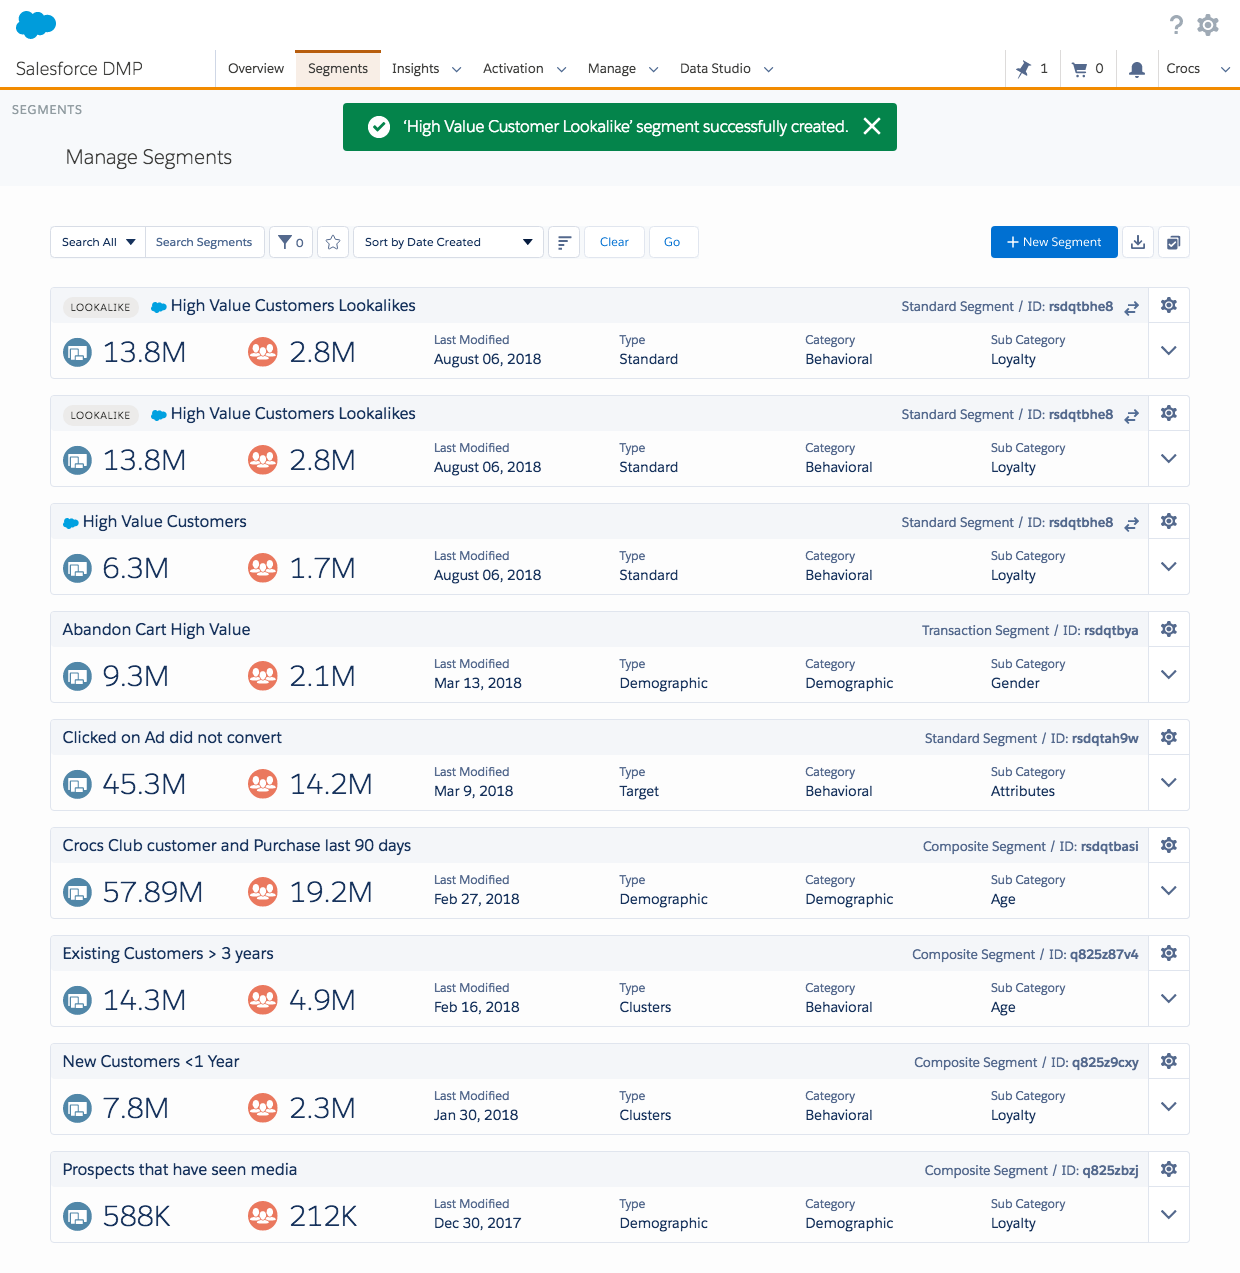 Salesforce DMP
Overview Segments Insights Activation Manage Data Studio 1 0 Crocs
SEGMENTS
‘High Value Customer Lookalike’ segment successfully created.
Manage Segments
Search All Search Segments 0 Sort by Date Created Clear Go + New Segment
LOOKALIKE High Value Customers Lookalikes Standard Segment / ID: rsdqtbhe8
13.8M 2.8M
Last Modified Type Category Sub Category
August 06, 2018 Standard Behavioral Loyalty
LOOKALIKE High Value Customers Lookalikes Standard Segment / ID: rsdqtbhe8
13.8M 2.8M
Last Modified Type Category Sub Category
August 06, 2018 Standard Behavioral Loyalty
High Value Customers Standard Segment / ID: rsdqtbhe8
6.3M 1.7M
Last Modified Type Category Sub Category
August 06, 2018 Standard Behavioral Loyalty
Abandon Cart High Value Transaction Segment / ID: rsdqtbya
9.3M 2.1M
Last Modified Type Category Sub Category
Mar 13, 2018 Demographic Demographic Gender
Clicked on Ad did not convert Standard Segment / ID: rsdqtah9w
45.3M 14.2M
Last Modified Type Category Sub Category
Mar 9, 2018 Target Behavioral Attributes
Crocs Club customer and Purchase last 90 days Composite Segment / ID: rsdqtbasi
57.89M 19.2M
Last Modified Type Category Sub Category
Feb 27, 2018 Demographic Demographic Age
Existing Customers > 3 years Composite Segment / ID: q825z87v4
14.3M 4.9M
Last Modified Type Category Sub Category
Feb 16, 2018 Clusters Behavioral Age
New Customers <1 Year Composite Segment / ID: q825z9cxy
7.8M 2.3M
Last Modified Type Category Sub Category
Jan 30, 2018 Clusters Behavioral Loyalty
Prospects that have seen media Composite Segment / ID: q825zbzj
588K 212K
Last Modified Type Category Sub Category
Dec 30, 2017 Demographic Demographic Loyalty